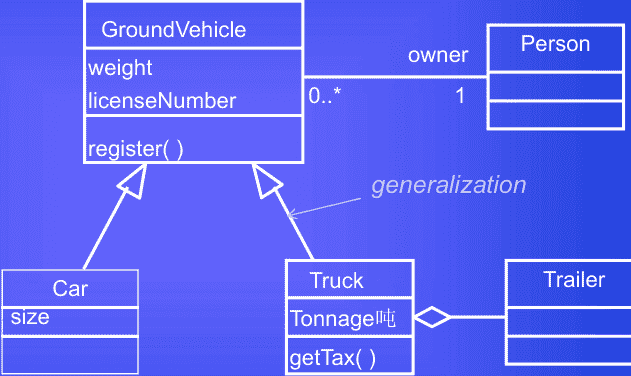 GroundVehicle
weight
licenseNumber
register( )
owner
0..*
1
Person
generalization
Car
size
Truck
Tonnage吨
getTax( )
Trailer